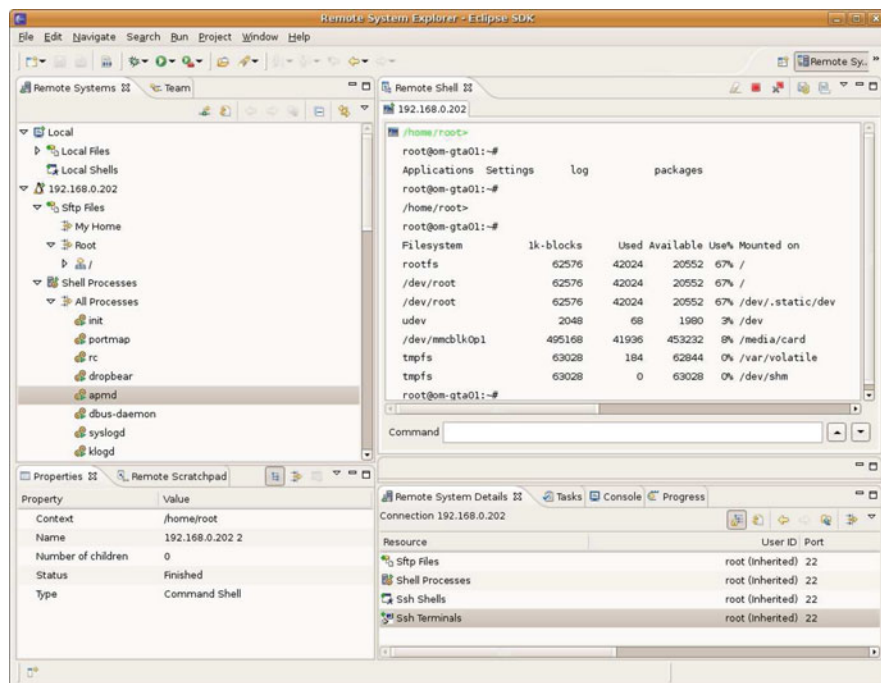 Remote System Explorer - Eclipse SDK
File Edit Navigate Search Run Project Window Help
Remote Sy.. »
Remote Systems Team
Local
Local Files
Local Shells
192.168.0.202
Sftp Files
My Home
Root
/
Shell Processes
All Processes
init
portmap
rc
dropbear
apmd
dbus-daemon
syslogd
klogd
Remote Shell
192.168.0.202
/home/root>
root@om-gta01:~#
Applications Settings log packages
root@om-gta01:~#
/home/root>
root@om-gta01:~#
Filesystem 1k-blocks Used Available Use% Mounted on
rootfs 62576 42024 20552 67% /
/dev/root 62576 42024 20552 67% /
/dev/root 62576 42024 20552 67% /dev/.static/dev
udev 2048 68 1980 3% /dev
/dev/mmcblk0p1 495168 41936 453232 8% /media/card
tmpfs 63028 184 62844 0% /var/volatile
tmpfs 63028 0 63028 0% /dev/shm
root@om-gta01:~#
Command
Properties Remote Scratchpad
Property Value
Context /home/root
Name 192.168.0.202 2
Number of children 0
Status Finished
Type Command Shell
Remote System Details Tasks Console Progress
Connection 192.168.0.202
Resource User ID Port
Sftp Files root (Inherited) 22
Shell Processes root (Inherited) 22
Ssh Shells root (Inherited) 22
Ssh Terminals root (Inherited) 22